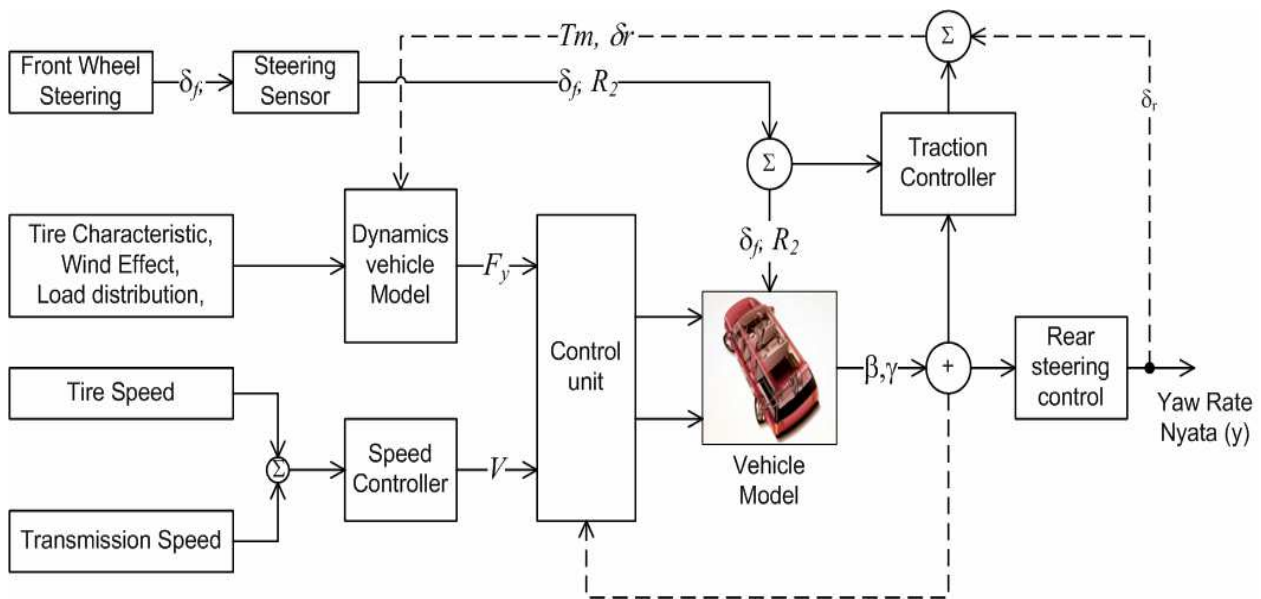 Tm, δr
Σ
Front Wheel
Steering
δf,
Steering
Sensor
δf, R2
δr
Σ
Traction
Controller
Tire Characteristic,
Wind Effect,
Load distribution,
Dynamics
vehicle
Model
Fy
δf, R2
Control
unit
β,γ
+
Rear
steering
control
Tire Speed
Yaw Rate
Nyata (y)
Σ
Speed
Controller
V
Vehicle
Model
Transmission Speed